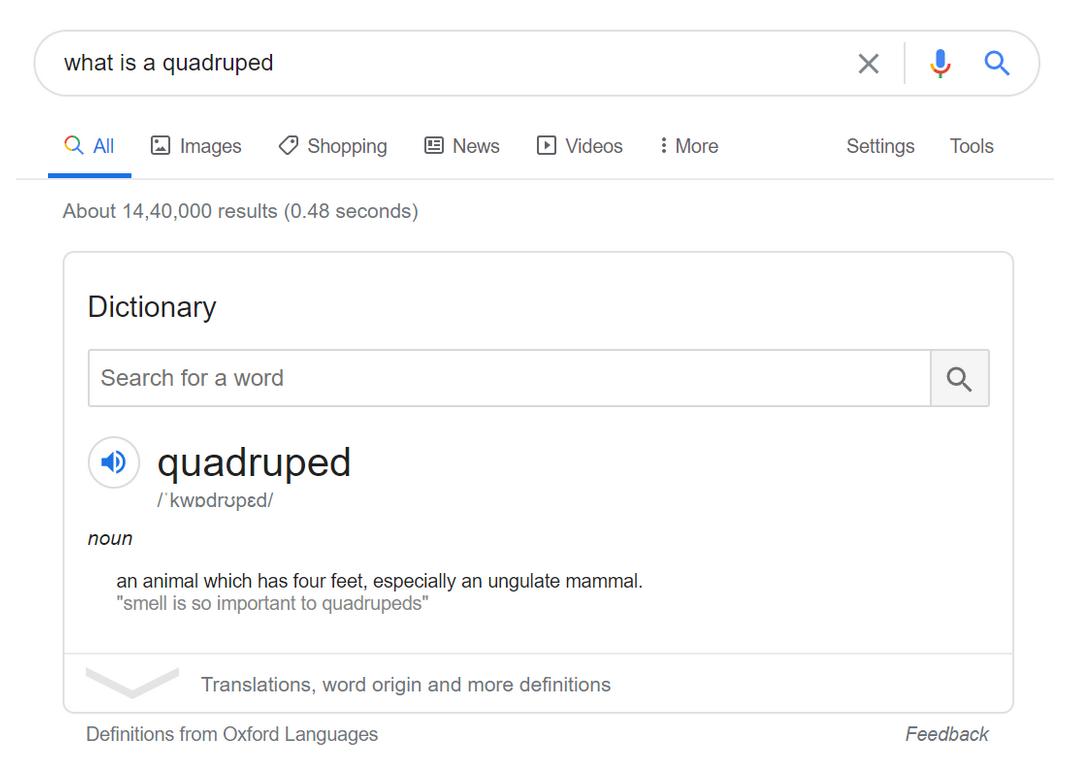 what is a quadruped
All Images Shopping News Videos More Settings Tools
About 14,40,000 results (0.48 seconds)
Dictionary
Search for a word
quadruped
/ˈkwɒdrʊpɛd/
noun
an animal which has four feet, especially an ungulate mammal.
"smell is so important to quadrupeds"
Translations, word origin and more definitions
Definitions from Oxford Languages Feedback